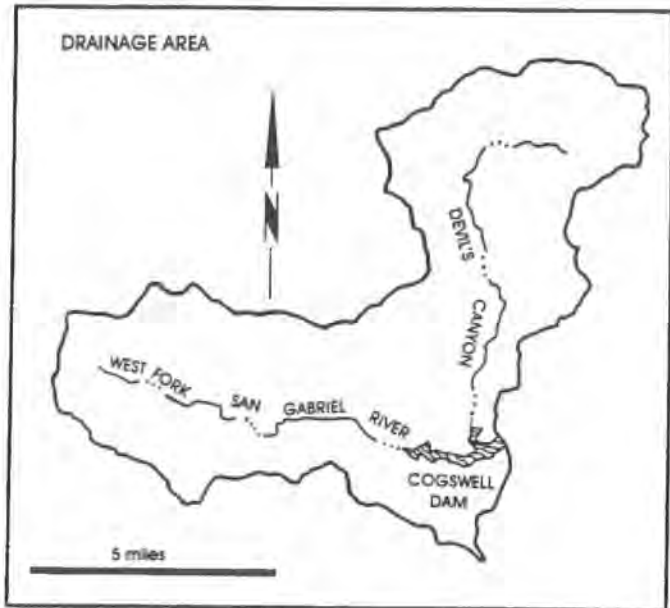 DRAINAGE AREA
N
DEVIL'S
CANYON
WEST FORK
SAN
GABRIEL
RIVER
COGSWELL
DAM
5 miles